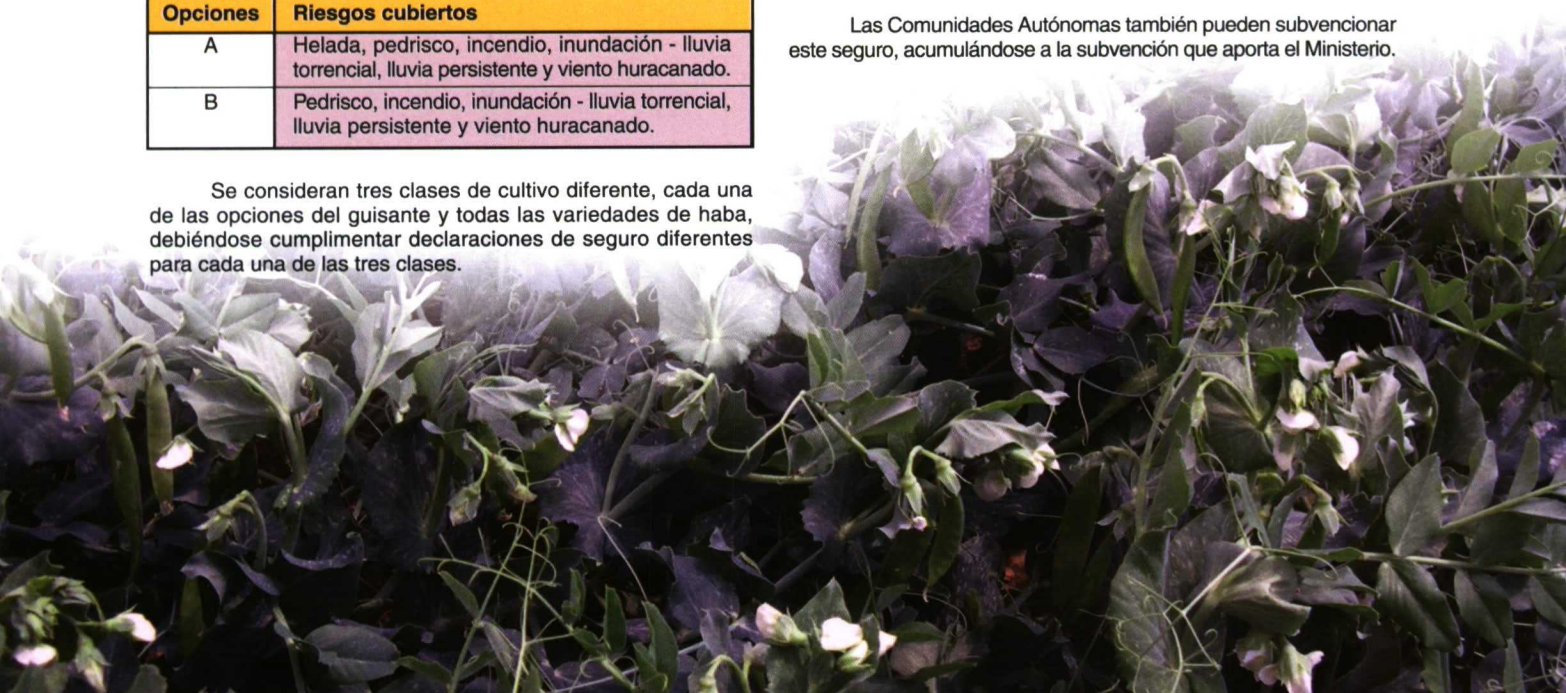 Opciones Riesgos cubiertos
A Helada, pedrisco, incendio, inundación - lluvia
torrencial, lluvia persistente y viento huracanado.
B Pedrisco, incendio, inundación - lluvia torrencial,
lluvia persistente y viento huracanado.
Se consideran tres clases de cultivo diferente, cada una
de las opciones del guisante y todas las variedades de haba,
debiéndose cumplimentar declaraciones de seguro diferentes
para cada una de las tres clases.
Las Comunidades Autónomas también pueden subvencionar
este seguro, acumulándose a la subvención que aporta el Ministerio.